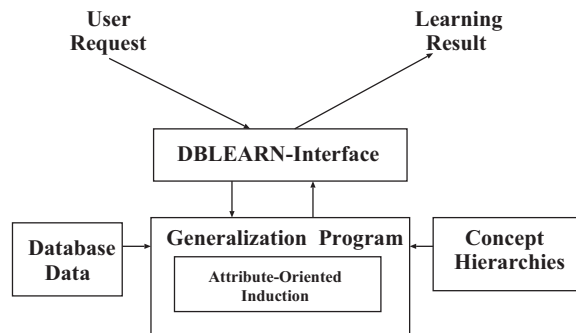 User
Request
Learning
Result
DBLEARN-Interface
Generalization Program
Database
Data
Attribute-Oriented
Induction
Concept
Hierarchies